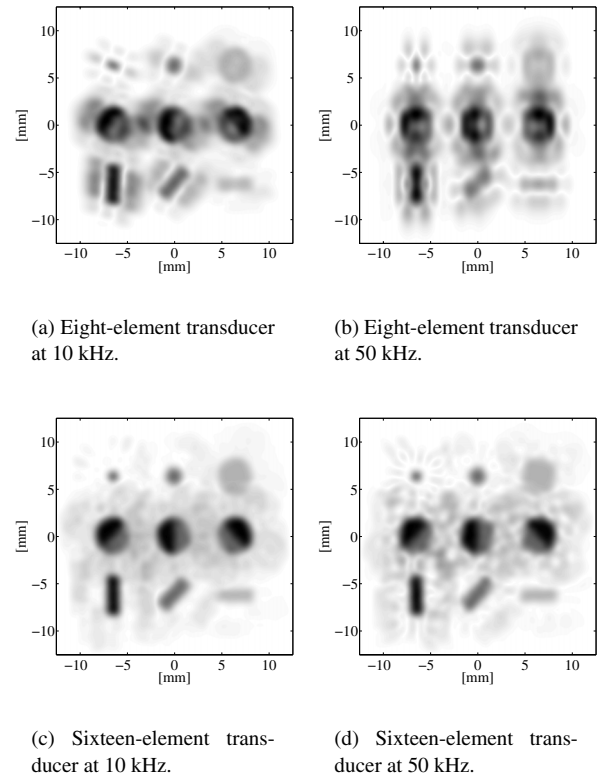 10
5
0
−5
−10
[mm]
−10 −5 0 5 10
[mm]
10
5
0
−5
−10
[mm]
−10 −5 0 5 10
[mm]
(a) Eight-element transducer
at 10 kHz.
(b) Eight-element transducer
at 50 kHz.
10
5
0
−5
−10
[mm]
−10 −5 0 5 10
[mm]
10
5
0
−5
−10
[mm]
−10 −5 0 5 10
[mm]
(c) Sixteen-element trans-
ducer at 10 kHz.
(d) Sixteen-element trans-
ducer at 50 kHz.